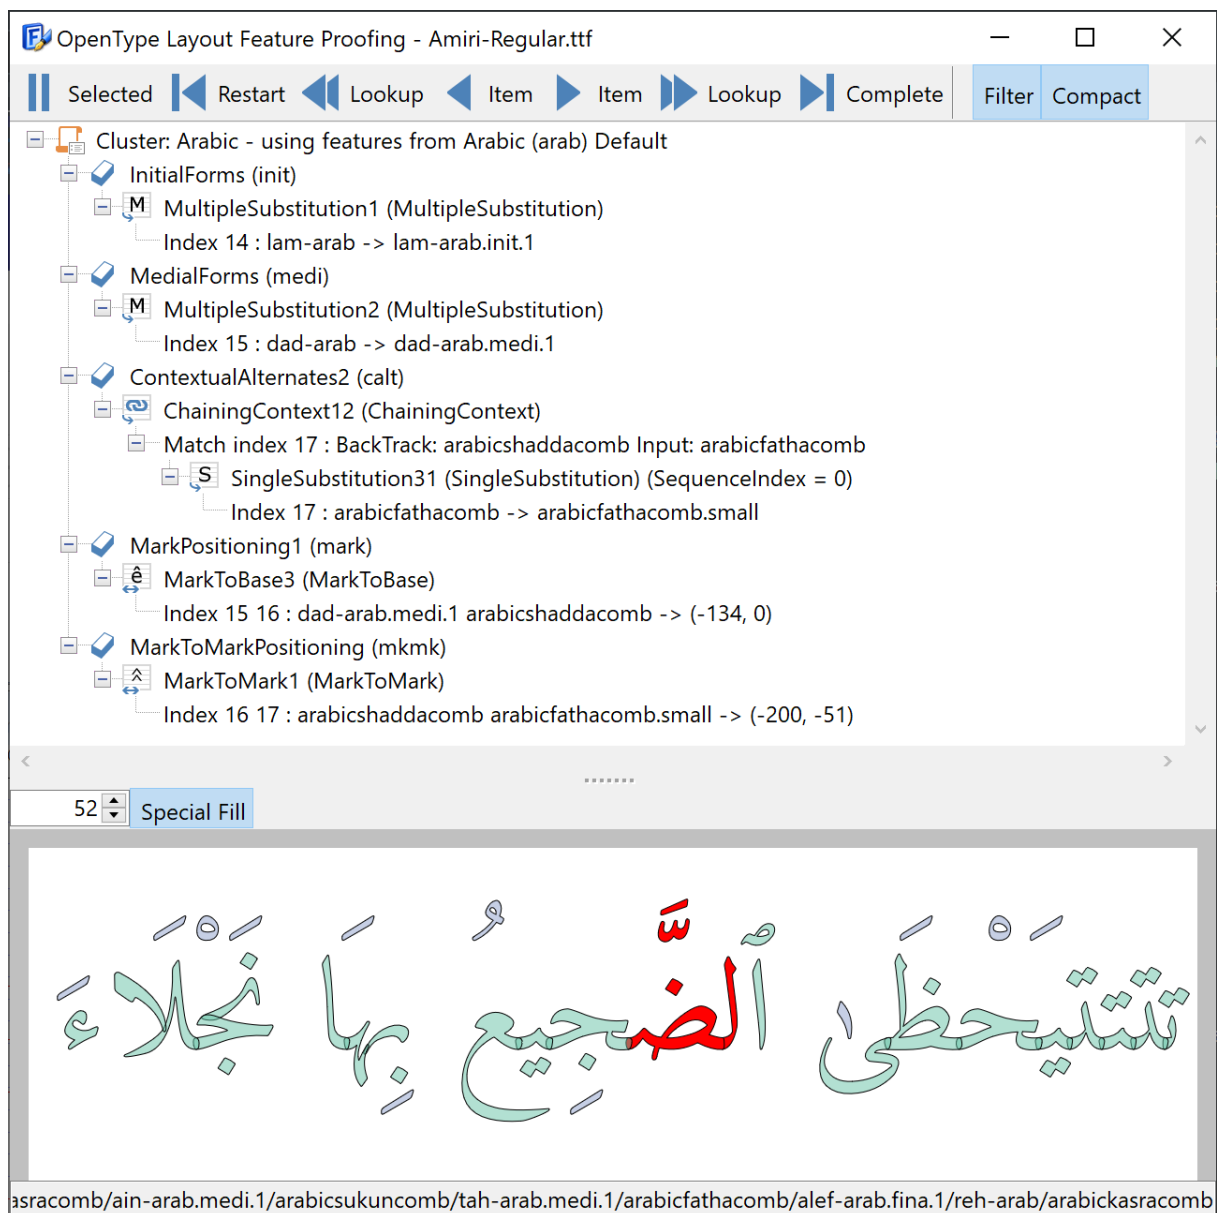 OpenType Layout Feature Proofing - Amiri-Regular.ttf
Selected Restart Lookup Item Item Lookup Complete Filter Compact
Cluster: Arabic - using features from Arabic (arab) Default
InitialForms (init)
M MultipleSubstitution1 (MultipleSubstitution)
Index 14 : lam-arab -> lam-arab.init.1
MedialForms (medi)
M MultipleSubstitution2 (MultipleSubstitution)
Index 15 : dad-arab -> dad-arab.medi.1
ContextualAlternates2 (calt)
ChainingContext12 (ChainingContext)
Match index 17 : BackTrack: arabicshaddacomb Input: arabicfathacomb
S SingleSubstitution31 (SingleSubstitution) (SequenceIndex = 0)
Index 17 : arabicfathacomb -> arabicfathacomb.small
MarkPositioning1 (mark)
ê MarkToBase3 (MarkToBase)
Index 15 16 : dad-arab.medi.1 arabicshaddacomb -> (-134, 0)
MarkToMarkPositioning (mkmk)
MarkToMark1 (MarkToMark)
Index 16 17 : arabicshaddacomb arabicfathacomb.small -> (-200, -51)
52 Special Fill
ٱلضَّجِيعُ بِهَا نَجْلَاءَ
asracomb/ain-arab.medi.1/arabicsukuncomb/tah-arab.medi.1/arabicfathacomb/alef-arab.fina.1/reh-arab/arabickasracomb